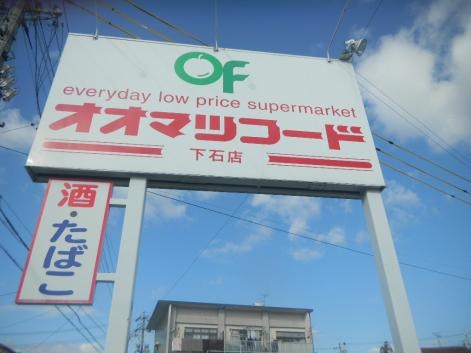 OF
everyday low price supermarket
オオマツフード
下石店
酒・たばこ